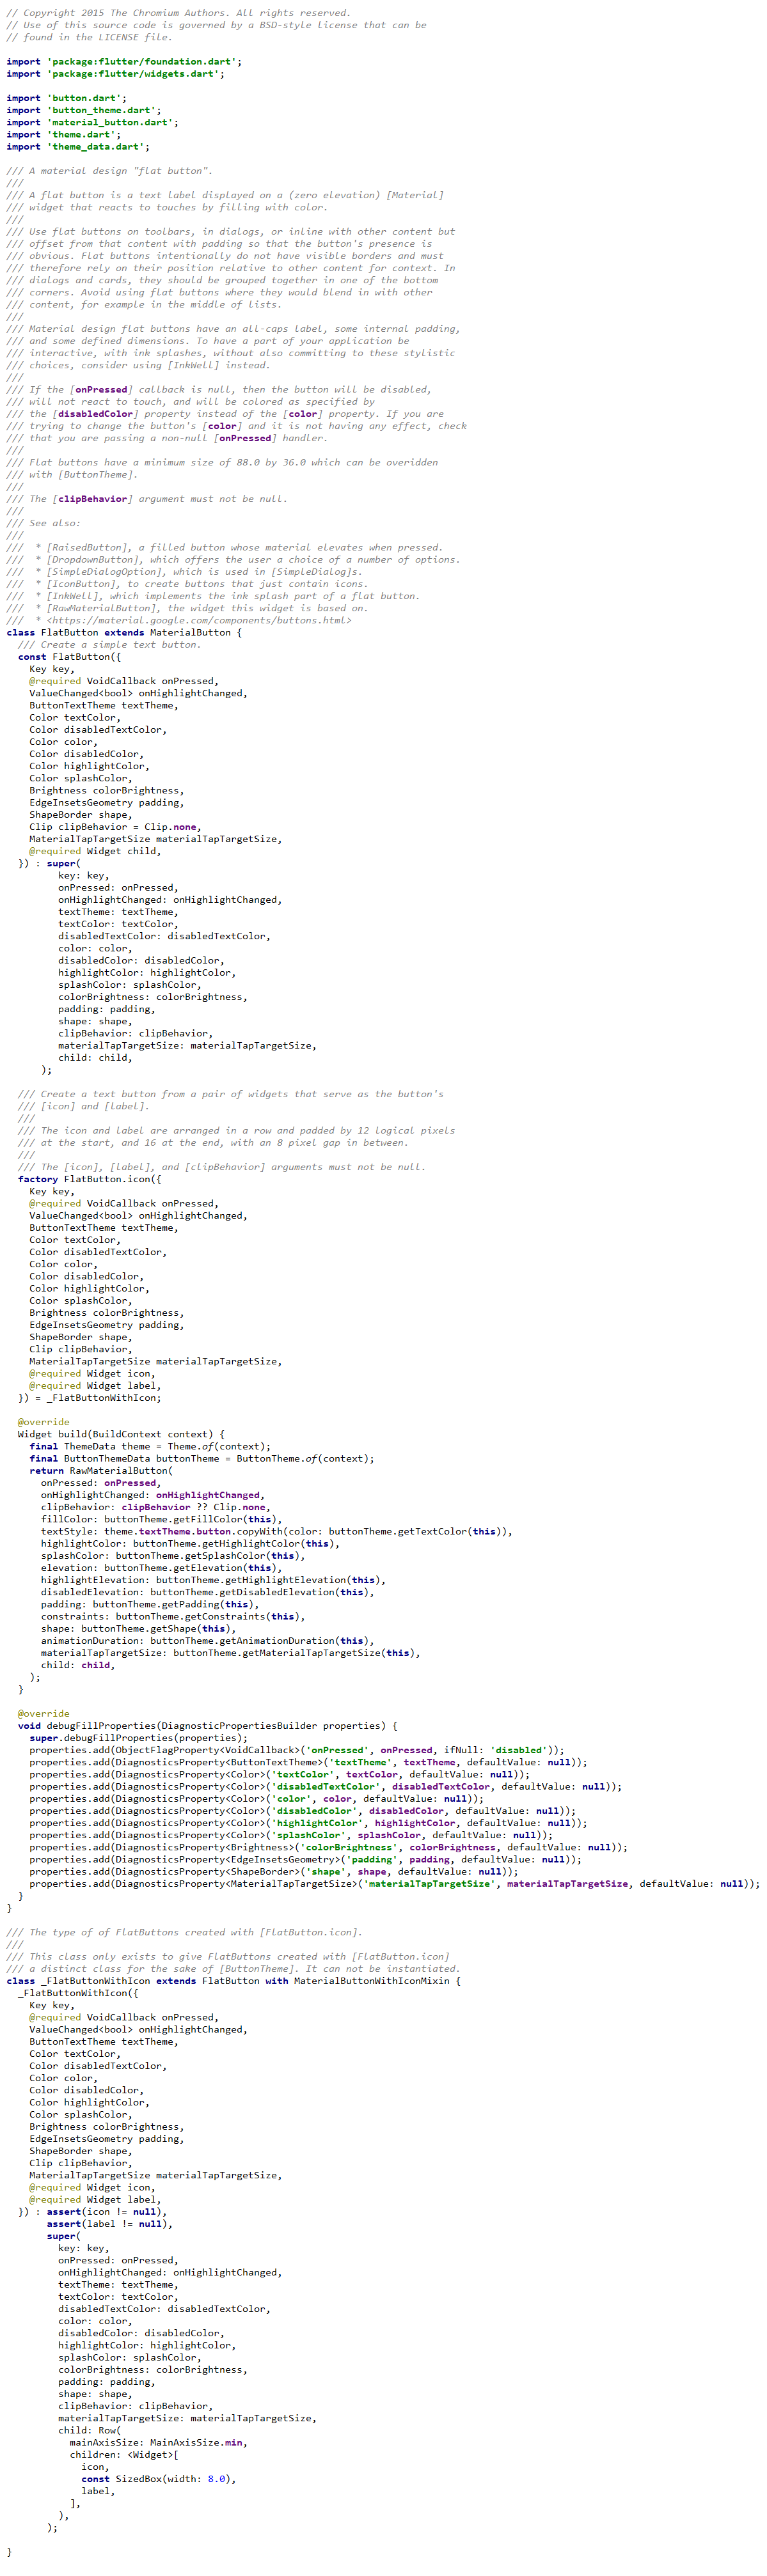 // Copyright 2015 The Chromium Authors. All rights reserved.
// Use of this source code is governed by a BSD-style license that can be
// found in the LICENSE file.

import 'package:flutter/foundation.dart';
import 'package:flutter/widgets.dart';

import 'button.dart';
import 'button_theme.dart';
import 'material_button.dart';
import 'theme.dart';
import 'theme_data.dart';

/// A material design "flat button".
///
/// A flat button is a text label displayed on a (zero elevation) [Material]
/// widget that reacts to touches by filling with color.
///
/// Use flat buttons on toolbars, in dialogs, or inline with other content but
/// offset from that content with padding so that the button's presence is
/// obvious. Flat buttons intentionally do not have visible borders and must
/// therefore rely on their position relative to other content for context. In
/// dialogs and cards, they should be grouped together in one of the bottom
/// corners. Avoid using flat buttons where they would blend in with other
/// content, for example in the middle of lists.
///
/// Material design flat buttons have an all-caps label, some internal padding,
/// and some defined dimensions. To have a part of your application be
/// interactive, with ink splashes, without also committing to these stylistic
/// choices, consider using [InkWell] instead.
///
/// If the [onPressed] callback is null, then the button will be disabled,
/// will not react to touch, and will be colored as specified by
/// the [disabledColor] property instead of the [color] property. If you are
/// trying to change the button's [color] and it is not having any effect, check
/// that you are passing a non-null [onPressed] handler.
///
/// Flat buttons have a minimum size of 88.0 by 36.0 which can be overidden
/// with [ButtonTheme].
///
/// The [clipBehavior] argument must not be null.
///
/// See also:
///
///  * [RaisedButton], a filled button whose material elevates when pressed.
///  * [DropdownButton], which offers the user a choice of a number of options.
///  * [SimpleDialogOption], which is used in [SimpleDialog]s.
///  * [IconButton], to create buttons that just contain icons.
///  * [InkWell], which implements the ink splash part of a flat button.
///  * [RawMaterialButton], the widget this widget is based on.
///  * <https://material.google.com/components/buttons.html>
class FlatButton extends MaterialButton {
  /// Create a simple text button.
  const FlatButton({
    Key key,
    @required VoidCallback onPressed,
    ValueChanged<bool> onHighlightChanged,
    ButtonTextTheme textTheme,
    Color textColor,
    Color disabledTextColor,
    Color color,
    Color disabledColor,
    Color highlightColor,
    Color splashColor,
    Brightness colorBrightness,
    EdgeInsetsGeometry padding,
    ShapeBorder shape,
    Clip clipBehavior = Clip.none,
    MaterialTapTargetSize materialTapTargetSize,
    @required Widget child,
  }) : super(
         key: key,
         onPressed: onPressed,
         onHighlightChanged: onHighlightChanged,
         textTheme: textTheme,
         textColor: textColor,
         disabledTextColor: disabledTextColor,
         color: color,
         disabledColor: disabledColor,
         highlightColor: highlightColor,
         splashColor: splashColor,
         colorBrightness: colorBrightness,
         padding: padding,
         shape: shape,
         clipBehavior: clipBehavior,
         materialTapTargetSize: materialTapTargetSize,
         child: child,
      );

  /// Create a text button from a pair of widgets that serve as the button's
  /// [icon] and [label].
  ///
  /// The icon and label are arranged in a row and padded by 12 logical pixels
  /// at the start, and 16 at the end, with an 8 pixel gap in between.
  ///
  /// The [icon], [label], and [clipBehavior] arguments must not be null.
  factory FlatButton.icon({
    Key key,
    @required VoidCallback onPressed,
    ValueChanged<bool> onHighlightChanged,
    ButtonTextTheme textTheme,
    Color textColor,
    Color disabledTextColor,
    Color color,
    Color disabledColor,
    Color highlightColor,
    Color splashColor,
    Brightness colorBrightness,
    EdgeInsetsGeometry padding,
    ShapeBorder shape,
    Clip clipBehavior,
    MaterialTapTargetSize materialTapTargetSize,
    @required Widget icon,
    @required Widget label,
  }) = _FlatButtonWithIcon;

  @override
  Widget build(BuildContext context) {
    final ThemeData theme = Theme.of(context);
    final ButtonThemeData buttonTheme = ButtonTheme.of(context);
    return RawMaterialButton(
      onPressed: onPressed,
      onHighlightChanged: onHighlightChanged,
      clipBehavior: clipBehavior ?? Clip.none,
      fillColor: buttonTheme.getFillColor(this),
      textStyle: theme.textTheme.button.copyWith(color: buttonTheme.getTextColor(this)),
      highlightColor: buttonTheme.getHighlightColor(this),
      splashColor: buttonTheme.getSplashColor(this),
      elevation: buttonTheme.getElevation(this),
      highlightElevation: buttonTheme.getHighlightElevation(this),
      disabledElevation: buttonTheme.getDisabledElevation(this),
      padding: buttonTheme.getPadding(this),
      constraints: buttonTheme.getConstraints(this),
      shape: buttonTheme.getShape(this),
      animationDuration: buttonTheme.getAnimationDuration(this),
      materialTapTargetSize: buttonTheme.getMaterialTapTargetSize(this),
      child: child,
    );
  }

  @override
  void debugFillProperties(DiagnosticPropertiesBuilder properties) {
    super.debugFillProperties(properties);
    properties.add(ObjectFlagProperty<VoidCallback>('onPressed', onPressed, ifNull: 'disabled'));
    properties.add(DiagnosticsProperty<ButtonTextTheme>('textTheme', textTheme, defaultValue: null));
    properties.add(DiagnosticsProperty<Color>('textColor', textColor, defaultValue: null));
    properties.add(DiagnosticsProperty<Color>('disabledTextColor', disabledTextColor, defaultValue: null));
    properties.add(DiagnosticsProperty<Color>('color', color, defaultValue: null));
    properties.add(DiagnosticsProperty<Color>('disabledColor', disabledColor, defaultValue: null));
    properties.add(DiagnosticsProperty<Color>('highlightColor', highlightColor, defaultValue: null));
    properties.add(DiagnosticsProperty<Color>('splashColor', splashColor, defaultValue: null));
    properties.add(DiagnosticsProperty<Brightness>('colorBrightness', colorBrightness, defaultValue: null));
    properties.add(DiagnosticsProperty<EdgeInsetsGeometry>('padding', padding, defaultValue: null));
    properties.add(DiagnosticsProperty<ShapeBorder>('shape', shape, defaultValue: null));
    properties.add(DiagnosticsProperty<MaterialTapTargetSize>('materialTapTargetSize', materialTapTargetSize, defaultValue: null));
  }
}

/// The type of of FlatButtons created with [FlatButton.icon].
///
/// This class only exists to give FlatButtons created with [FlatButton.icon]
/// a distinct class for the sake of [ButtonTheme]. It can not be instantiated.
class _FlatButtonWithIcon extends FlatButton with MaterialButtonWithIconMixin {
  _FlatButtonWithIcon({
    Key key,
    @required VoidCallback onPressed,
    ValueChanged<bool> onHighlightChanged,
    ButtonTextTheme textTheme,
    Color textColor,
    Color disabledTextColor,
    Color color,
    Color disabledColor,
    Color highlightColor,
    Color splashColor,
    Brightness colorBrightness,
    EdgeInsetsGeometry padding,
    ShapeBorder shape,
    Clip clipBehavior,
    MaterialTapTargetSize materialTapTargetSize,
    @required Widget icon,
    @required Widget label,
  }) : assert(icon != null),
       assert(label != null),
       super(
         key: key,
         onPressed: onPressed,
         onHighlightChanged: onHighlightChanged,
         textTheme: textTheme,
         textColor: textColor,
         disabledTextColor: disabledTextColor,
         color: color,
         disabledColor: disabledColor,
         highlightColor: highlightColor,
         splashColor: splashColor,
         colorBrightness: colorBrightness,
         padding: padding,
         shape: shape,
         clipBehavior: clipBehavior,
         materialTapTargetSize: materialTapTargetSize,
         child: Row(
           mainAxisSize: MainAxisSize.min,
           children: <Widget>[
             icon,
             const SizedBox(width: 8.0),
             label,
           ],
         ),
       );

}